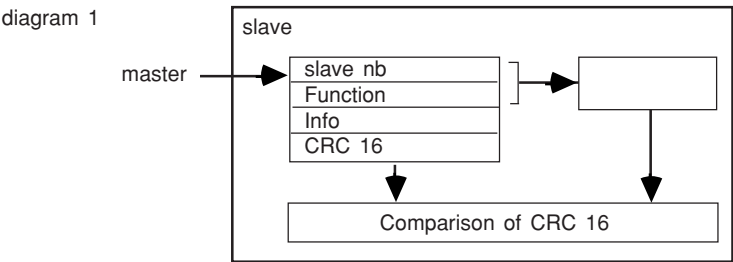 diagram 1
slave
master
slave nb
Function
Info
CRC 16
Comparison of CRC 16